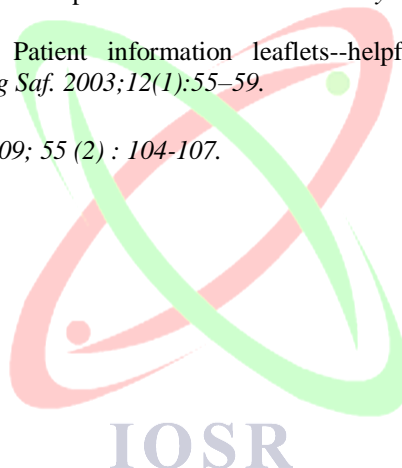 Patient information leaflets--helpf
g Saf. 2003;12(1):55–59.
09; 55 (2) : 104-107.
IOSR